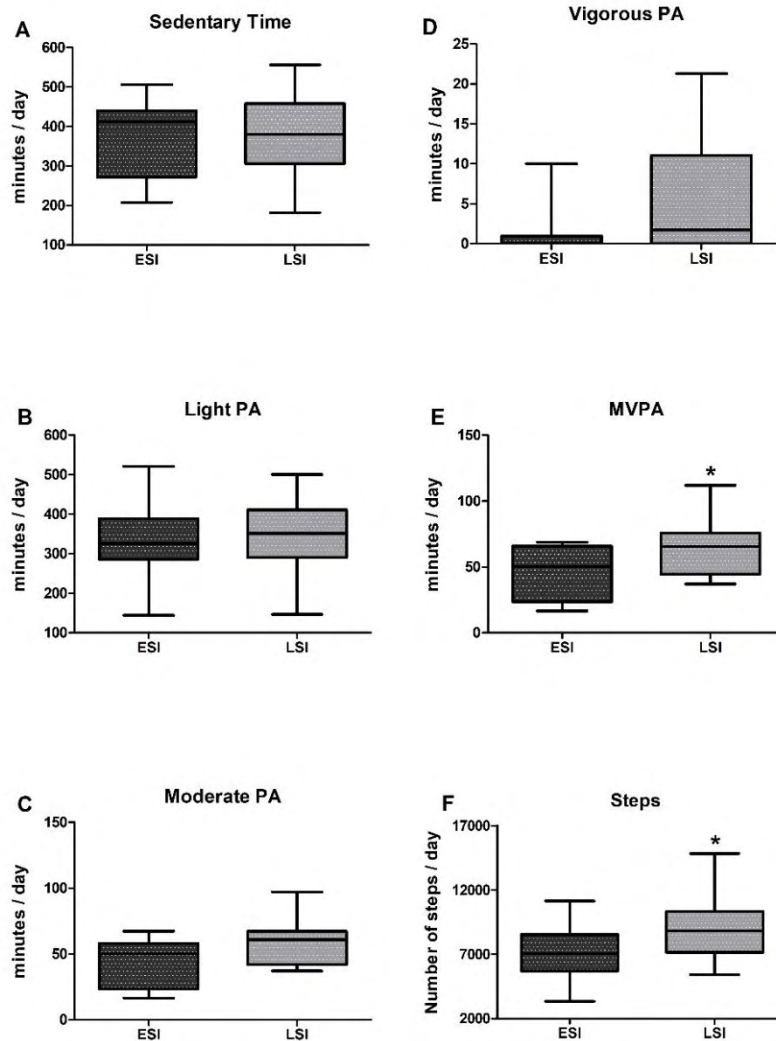 A
Sedentary Time
minutes / day
600
500
400
300
200
100
ESI
LSI
B
Light PA
minutes / day
600
500
400
300
200
100
ESI
LSI
C
Moderate PA
minutes / day
150
100
50
0
ESI
LSI
D
Vigorous PA
minutes / day
25
20
15
10
5
0
ESI
LSI
E
MVPA
minutes / day
150
100
50
0
*
ESI
LSI
F
Steps
Number of steps / day
17000
12000
7000
2000
*
ESI
LSI